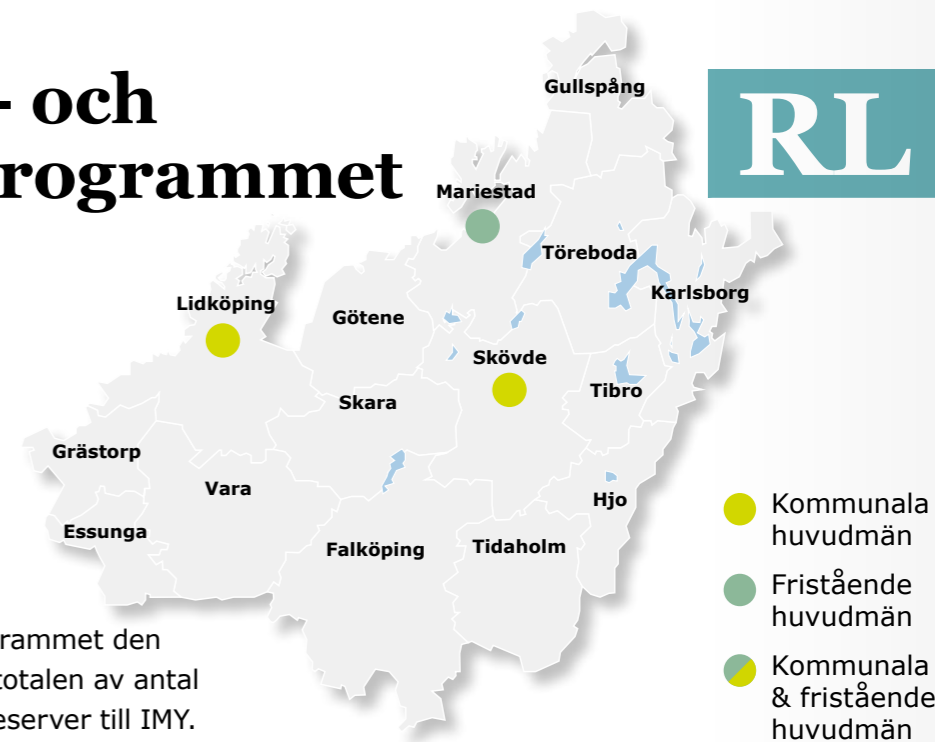 - och
rogrammet
RL
Gullspång
Mariestad
Töreboda
Karlsborg
Lidköping
Götene
Skövde
Tibro
Skara
Grästorp
Vara
Hjo
Essunga
Falköping
Tidaholm
Kommunala
huvudmän
Fristående
huvudmän
Kommunala
& fristående
huvudmän
rammet den
totalen av antal
eserver till IMY.